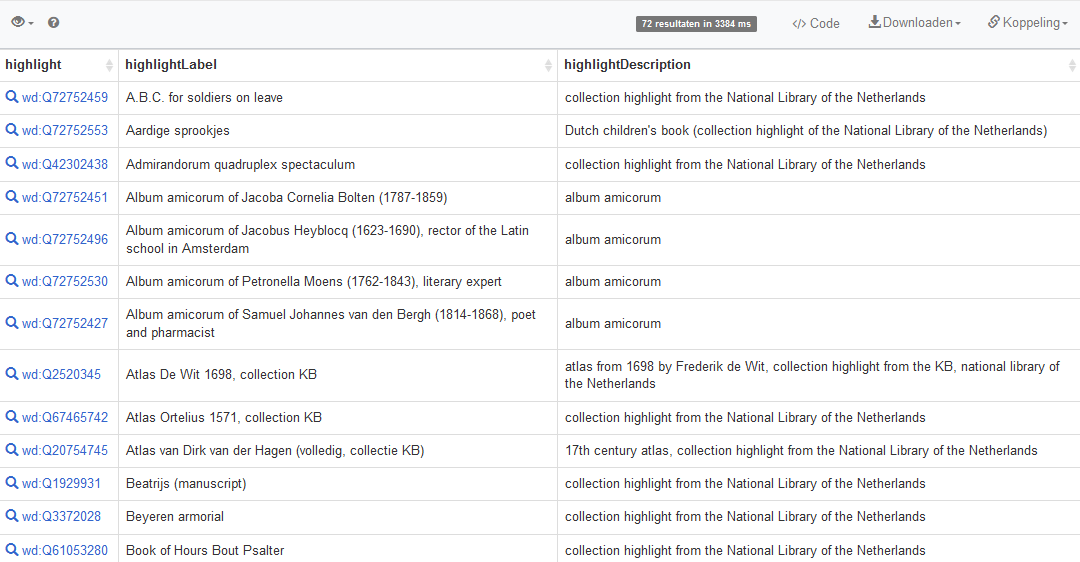 72 resultaten in 3384 ms </> Code Downloaden Koppeling
highlight highlightLabel highlightDescription
wd:Q72752459 A.B.C. for soldiers on leave collection highlight from the National Library of the Netherlands
wd:Q72752553 Aardige sprookjes Dutch children's book (collection highlight of the National Library of the Netherlands)
wd:Q42302438 Admirandorum quadruplex spectaculum collection highlight from the National Library of the Netherlands
wd:Q72752451 Album amicorum of Jacoba Cornelia Bolten (1787-1859) album amicorum
wd:Q72752496 Album amicorum of Jacobus Heyblocq (1623-1690), rector of the Latin
school in Amsterdam album amicorum
wd:Q72752530 Album amicorum of Petronella Moens (1762-1843), literary expert album amicorum
wd:Q72752427 Album amicorum of Samuel Johannes van den Bergh (1814-1868), poet
and pharmacist album amicorum
wd:Q2520345 Atlas De Wit 1698, collection KB atlas from 1698 by Frederik de Wit, collection highlight from the KB, national library of
the Netherlands
wd:Q67465742 Atlas Ortelius 1571, collection KB collection highlight from the National Library of the Netherlands
wd:Q20754745 Atlas van Dirk van der Hagen (volledig, collectie KB) 17th century atlas, collection highlight from the National Library of the Netherlands
wd:Q1929931 Beatrijs (manuscript) collection highlight from the National Library of the Netherlands
wd:Q3372028 Beyeren armorial collection highlight from the National Library of the Netherlands
wd:Q61053280 Book of Hours Bout Psalter collection highlight from the National Library of the Netherlands